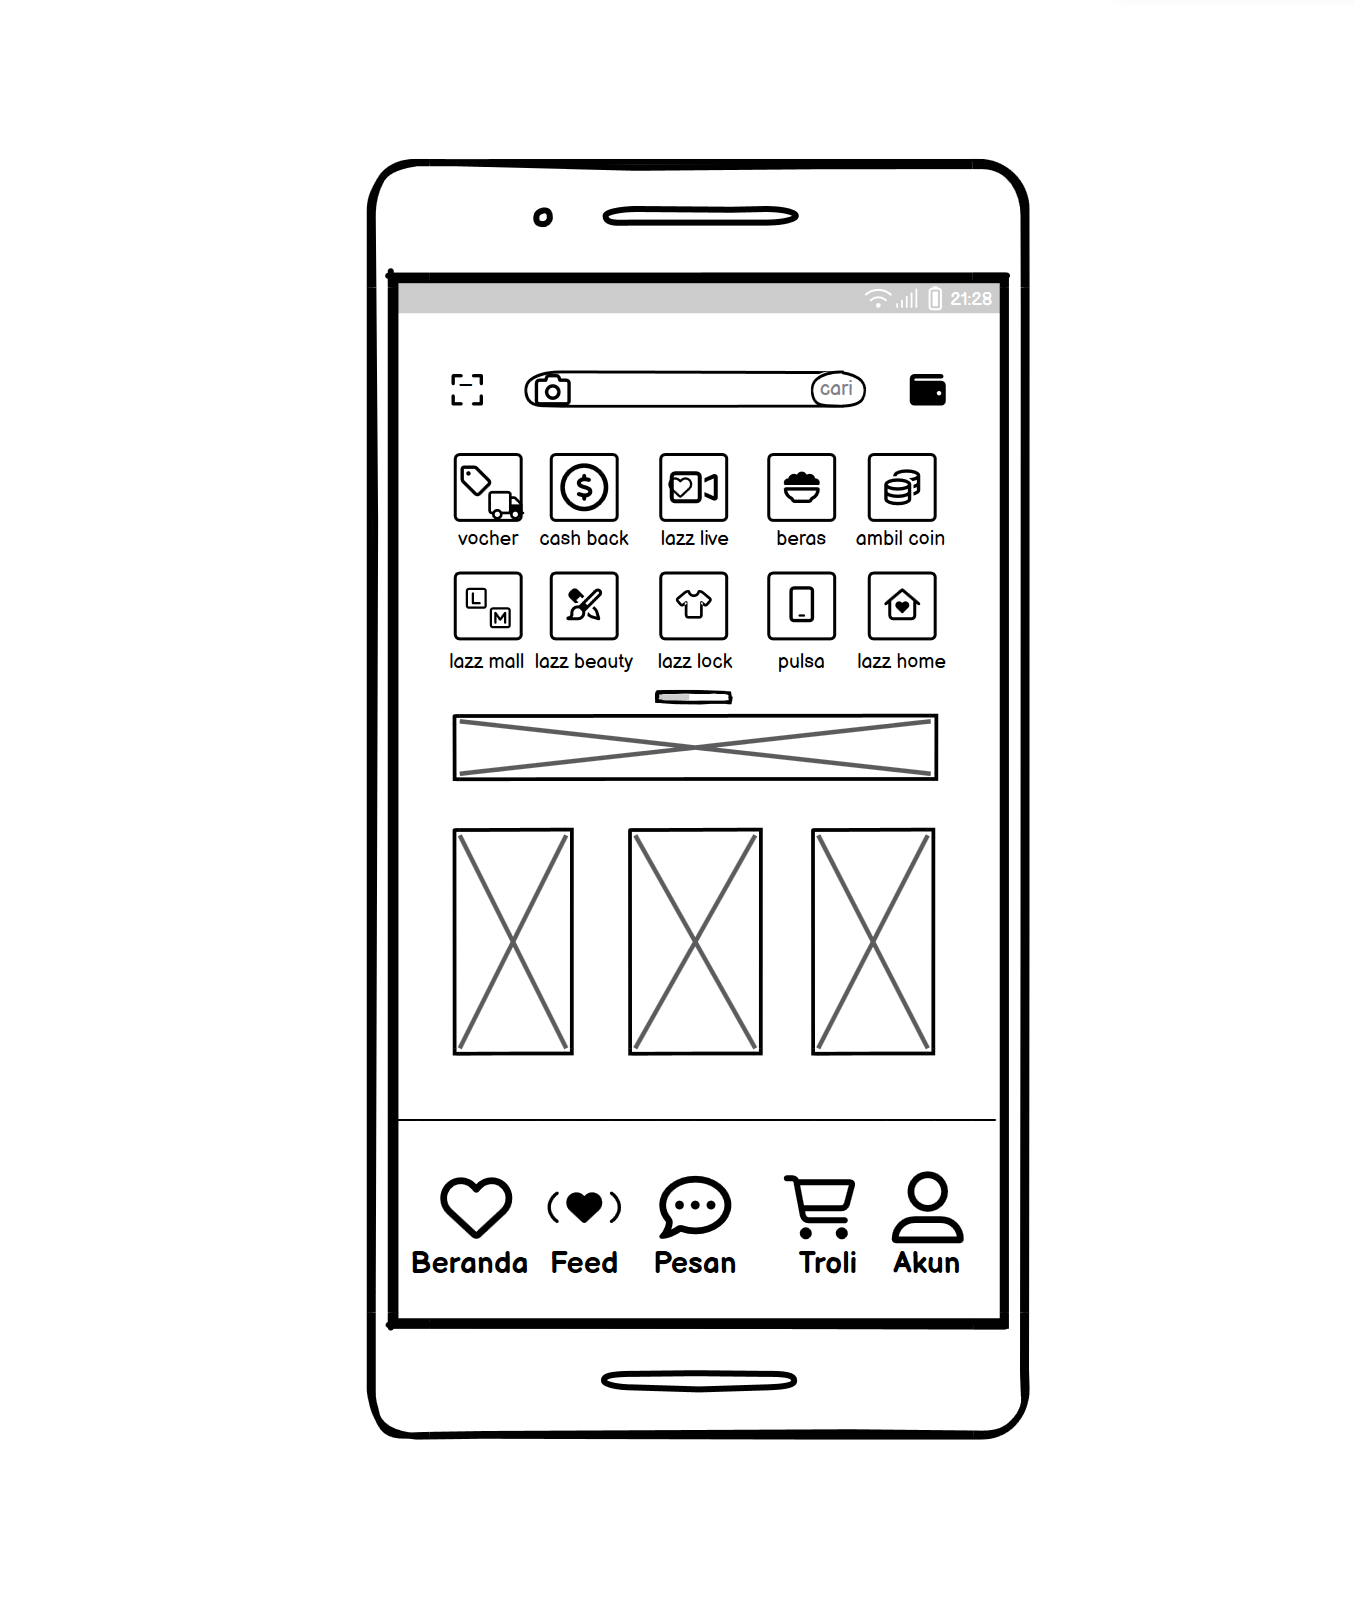 21:28
cari
vocher cash back lazz live beras ambil coin
L
M
lazz mall lazz beauty lazz lock pulsa lazz home
Beranda Feed Pesan Troli Akun